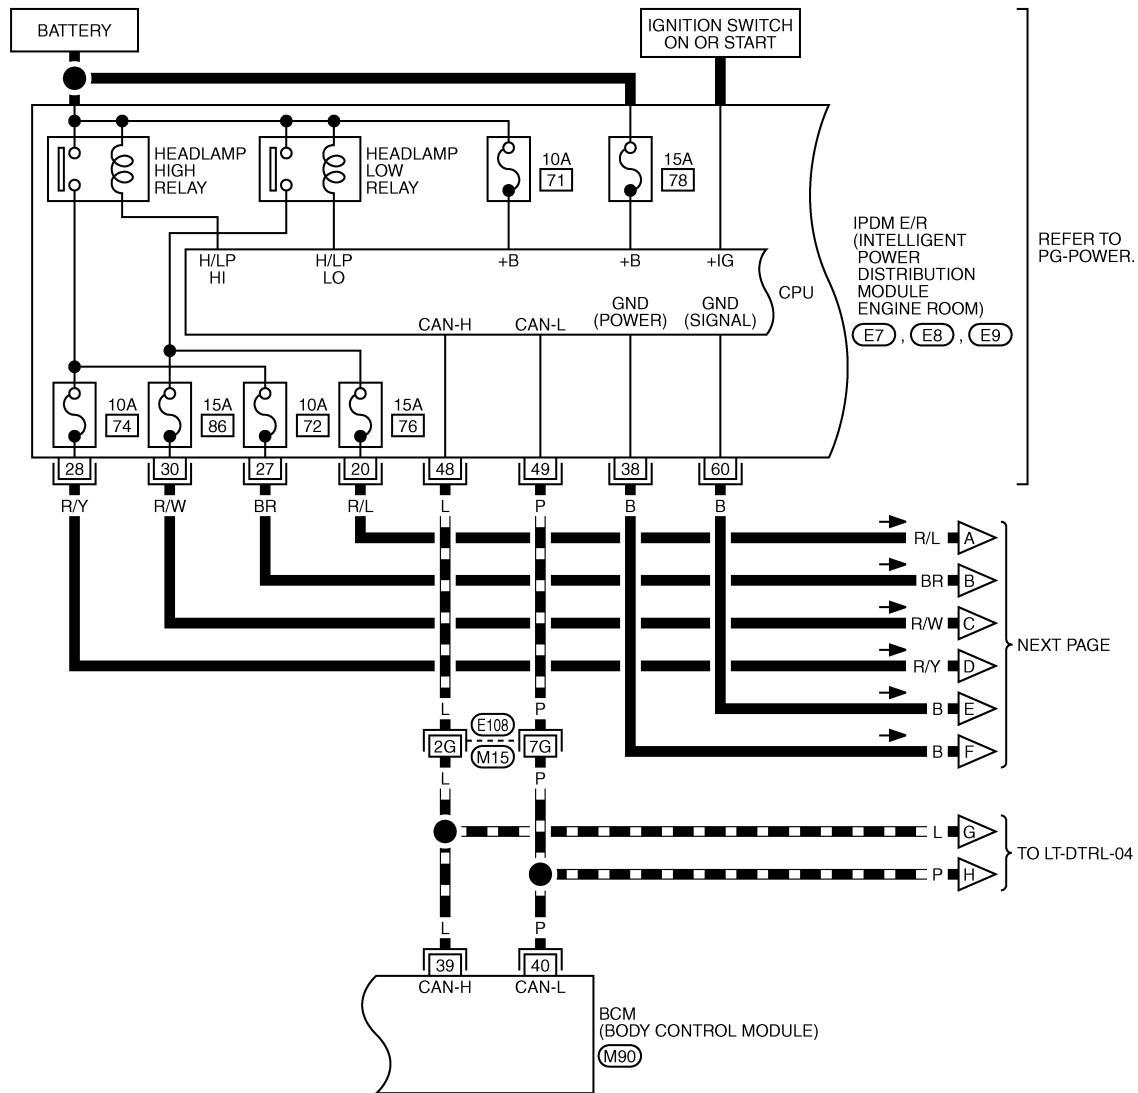 BATTERY
IGNITION SWITCH
ON OR START
HEADLAMP
HIGH
RELAY
HEADLAMP
LOW
RELAY
10A
71
15A
78
IPDM E/R
(INTELLIGENT
POWER
DISTRIBUTION
MODULE
ENGINE ROOM)
E7 , E8 , E9
REFER TO
PG-POWER.
H/LP
HI
H/LP
LO
+B
+B
+IG
CPU
CAN-H
CAN-L
GND
(POWER)
GND
(SIGNAL)
10A
74
15A
86
10A
72
15A
76
28
30
27
20
48
49
38
60
R/Y
R/W
BR
R/L
L
P
B
B
R/L A
BR B
R/W C
R/Y D
B E
B F
NEXT PAGE
L
P
E108
2G
7G
M15
L
P
L G
P H
TO LT-DTRL-04
L
P
39
40
CAN-H
CAN-L
BCM
(BODY CONTROL MODULE)
M90